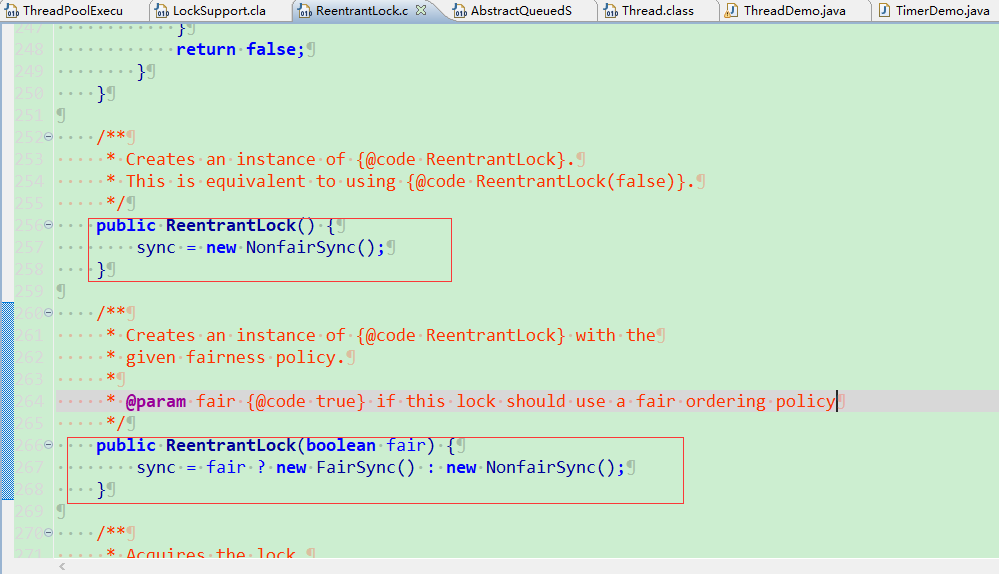 ThreadPoolExecu LockSupport.cla ReentrantLock.c AbstractQueuedS Thread.class ThreadDemo.java TimerDemo.java
247 }
248 return false;
249 }
250 }
251
252 /**
253 * Creates an instance of {@code ReentrantLock}.
254 * This is equivalent to using {@code ReentrantLock(false)}.
255 */
256 public ReentrantLock() {
257 sync = new NonfairSync();
258 }
259
260 /**
261 * Creates an instance of {@code ReentrantLock} with the
262 * given fairness policy.
263 *
264 * @param fair {@code true} if this lock should use a fair ordering policy
265 */
266 public ReentrantLock(boolean fair) {
267 sync = fair ? new FairSync() : new NonfairSync();
268 }
269
270 /**
271 * Acquires the lock.